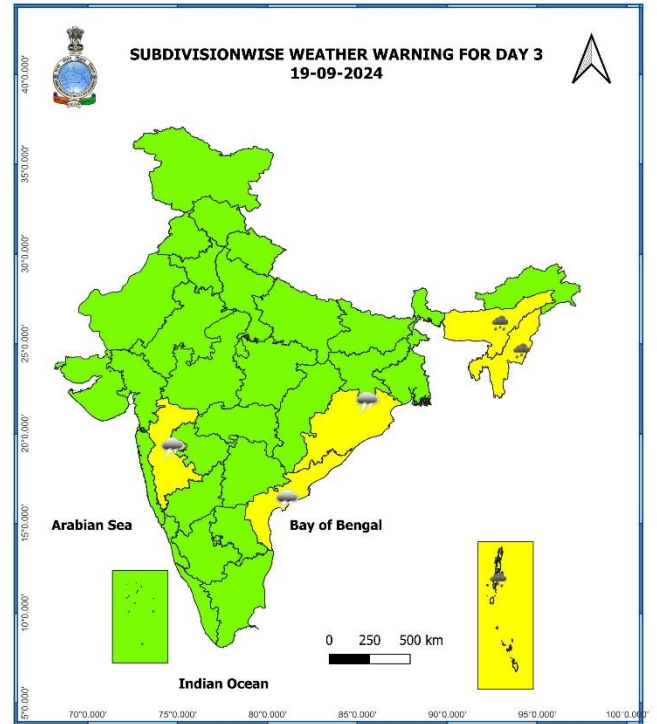 SUBDIVISIONWISE WEATHER WARNING FOR DAY 3
19-09-2024
40°0.000'
35°0.000'
30°0.000'
25°0.000'
20°0.000'
15°0.000'
10°0.000'
5°0.000'
Arabian Sea
Bay of Bengal
0 250 500 km
Indian Ocean
70°0.000' 75°0.000' 80°0.000' 85°0.000' 90°0.000' 95°0.000' 100°0.000'